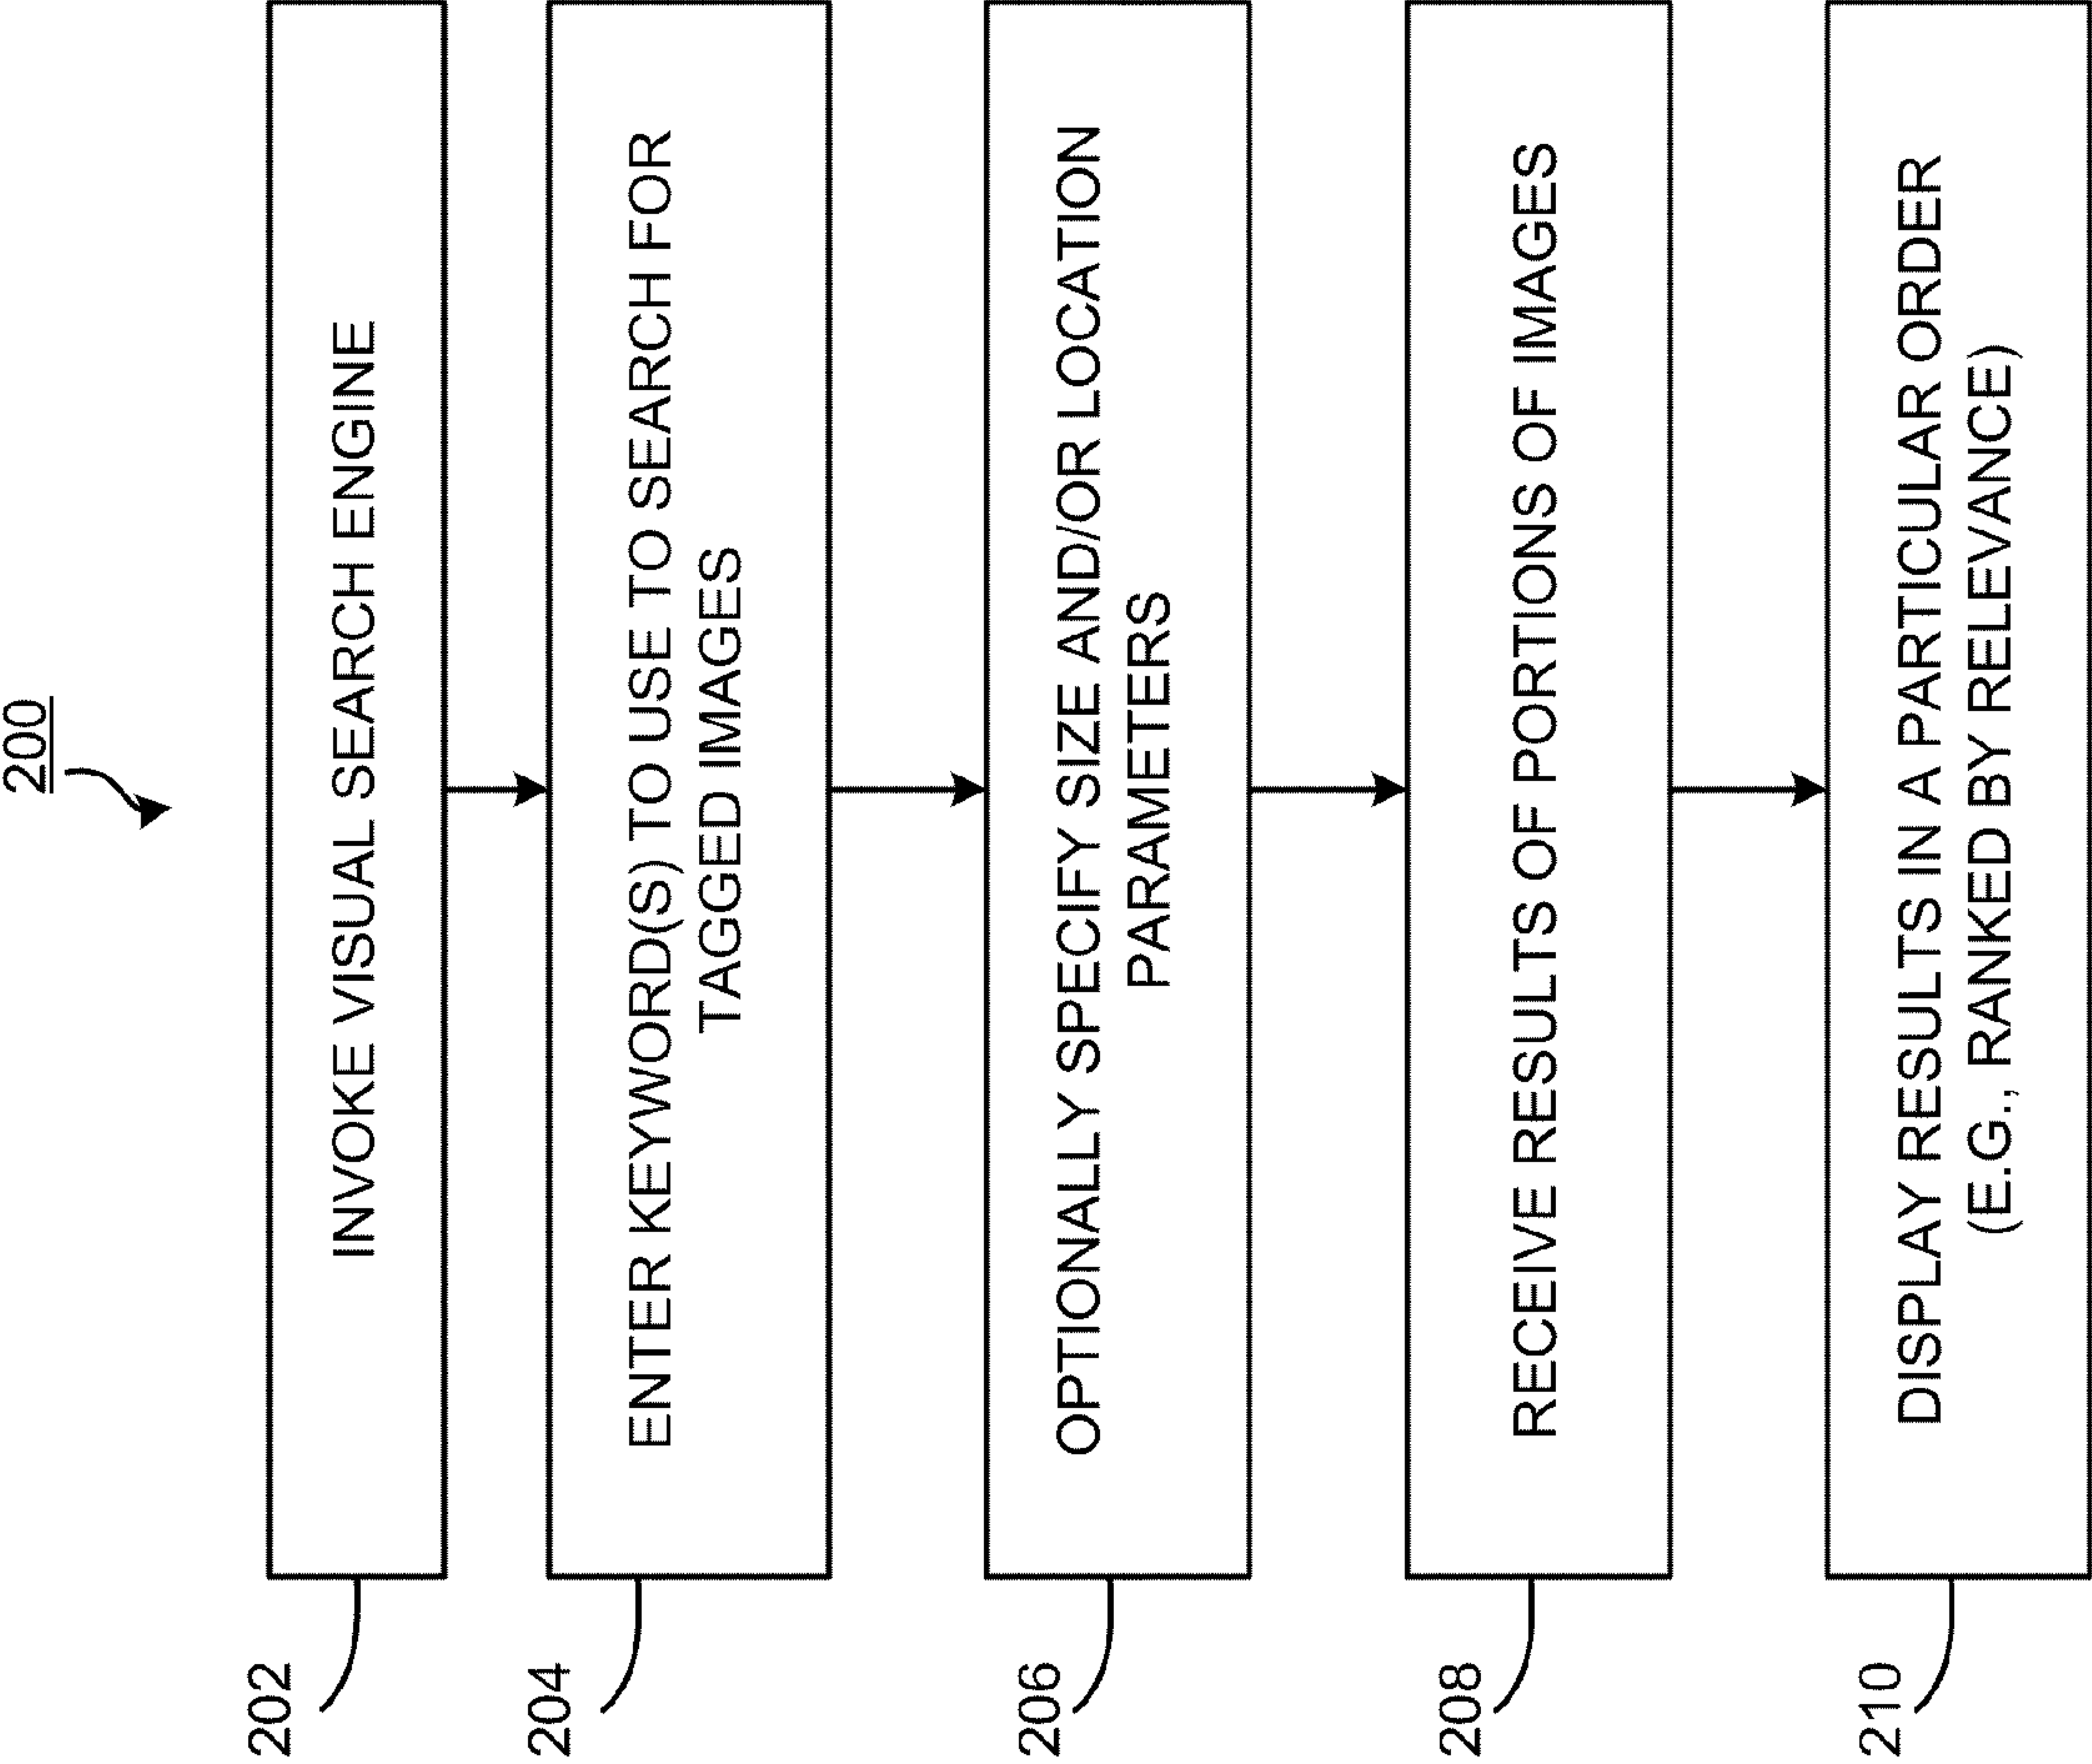 200
202
INVOKE VISUAL SEARCH ENGINE
204
ENTER KEYWORD(S) TO USE TO SEARCH FOR
TAGGED IMAGES
206
OPTIONALLY SPECIFY SIZE AND/OR LOCATION
PARAMETERS
208
RECEIVE RESULTS OF PORTIONS OF IMAGES
210
DISPLAY RESULTS IN A PARTICULAR ORDER
(E.G., RANKED BY RELEVANCE)